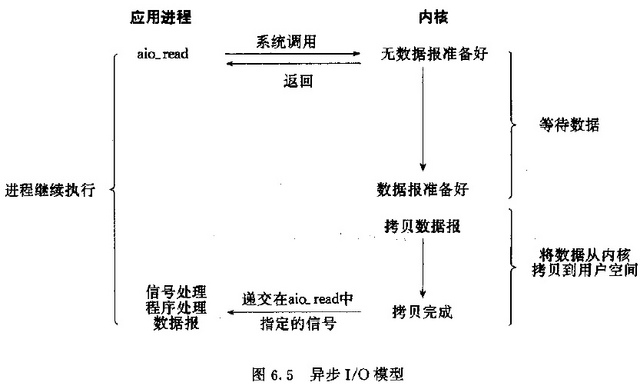 应用进程
内核
aio_read
系统调用
返回
无数据报准备好
等待数据
进程继续执行
数据报准备好
拷贝数据报
将数据从内核
拷贝到用户空间
信号处理
程序处理
数据报
递交在aio_read中
指定的信号
拷贝完成
图 6.5 异步 I/O 模型